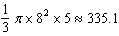 1/3 π × 8² × 5 ≈ 335.1